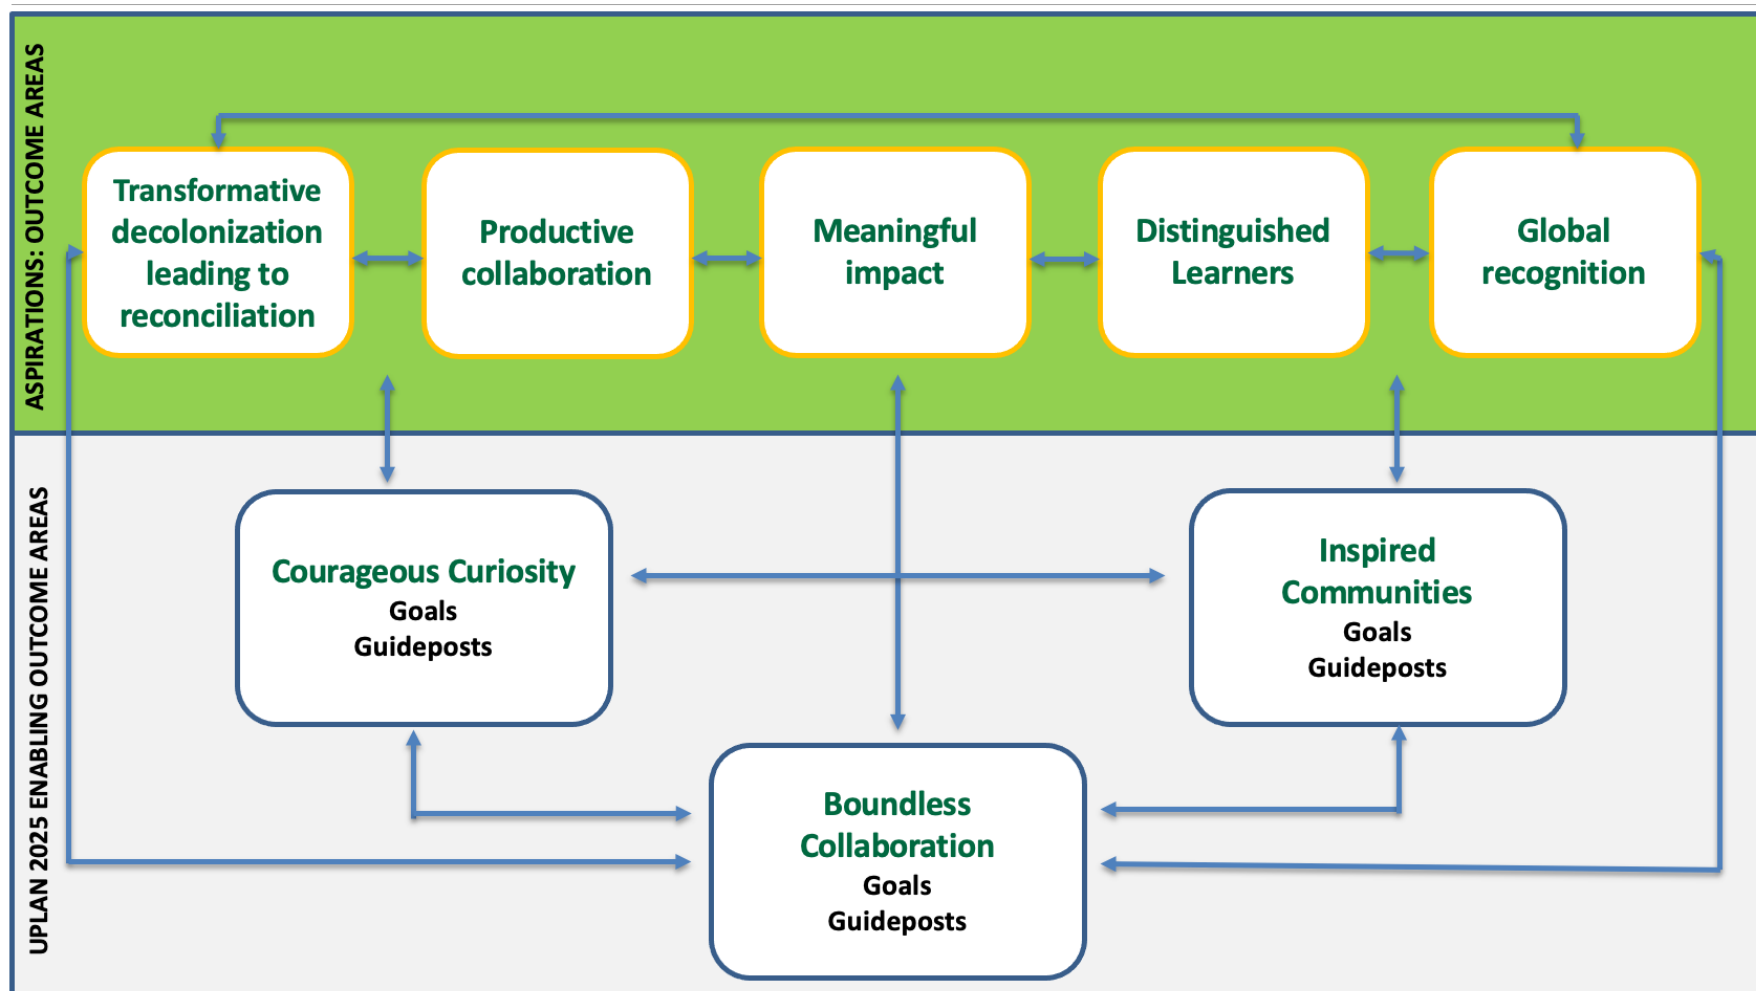 ASPIRATIONS: OUTCOME AREAS
Transformative
decolonization
leading to
reconciliation
Productive
collaboration
Meaningful
impact
Distinguished
Learners
Global
recognition
UPLAN 2025 ENABLING OUTCOME AREAS
Courageous Curiosity
Goals
Guideposts
Inspired
Communities
Goals
Guideposts
Boundless
Collaboration
Goals
Guideposts